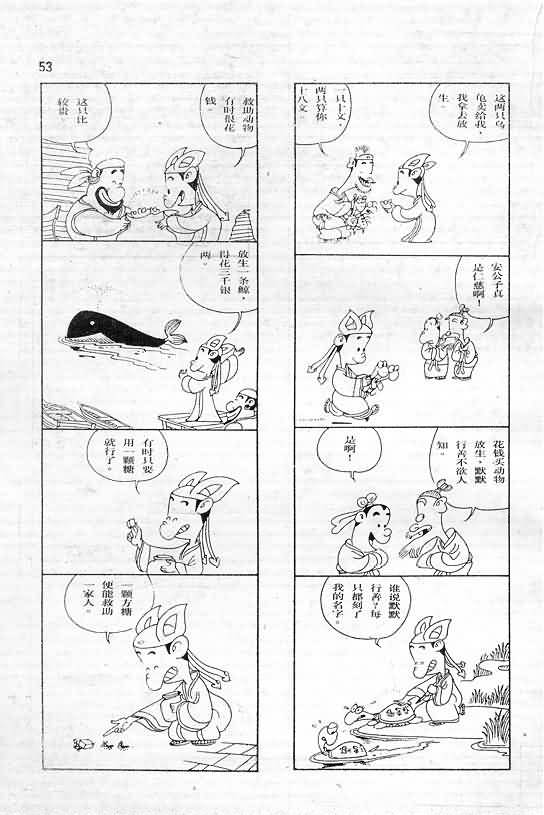 53
这两只乌
龟卖给我，
我拿去放
生。
一只十文，
两只算你
十八文。
安公子真
是仁慈啊！
花钱买动物
放生，默默
行善不欲人
知。
是啊！
谁说默默
行善？每
只都刻了
我的名字。
救助动物
有时很花
钱。
这只比
较贵。
放生一条鲸，
得花三千银
两。
有时只要
用一颗糖
就行了。
一颗方糖
便能救助
一家人。